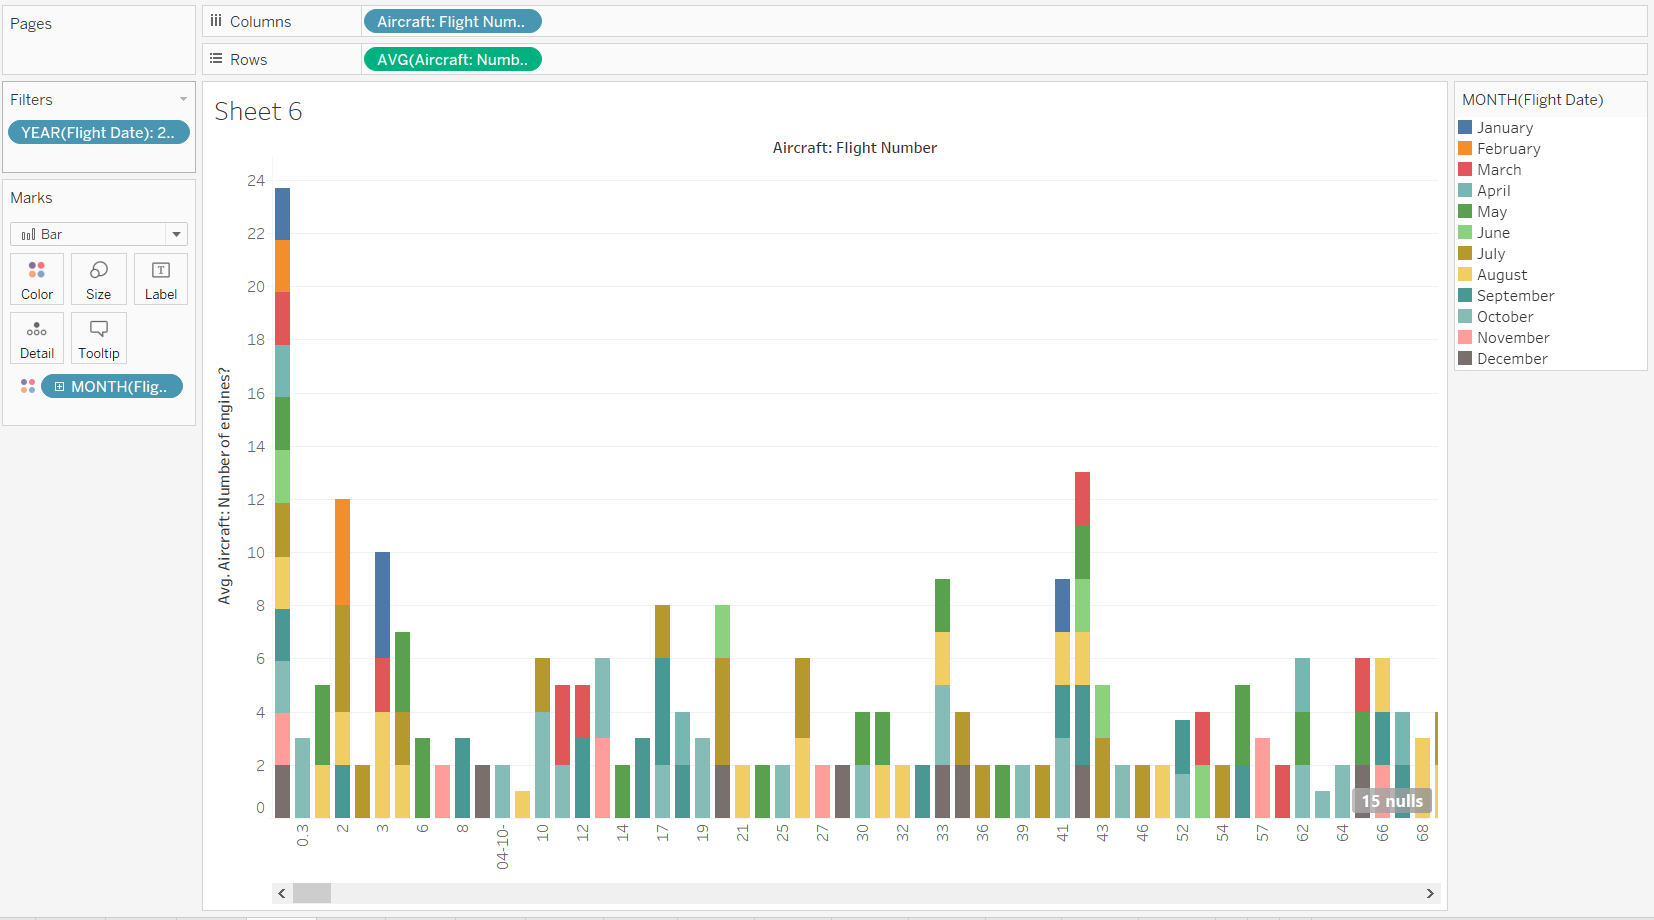 Pages
Columns
Aircraft: Flight Num..
Rows
AVG(Aircraft: Numb..
Filters
YEAR(Flight Date): 2..
Marks
Bar
Color
Size
Label
Detail
Tooltip
MONTH(Flig..
Sheet 6
Aircraft: Flight Number
Avg. Aircraft: Number of engines?
24
22
20
18
16
14
12
10
8
6
4
2
0
0.3
2
3
6
8
04-10-
10
12
14
17
19
21
25
27
30
32
33
36
39
41
43
46
52
54
57
62
64
66
68
15 nulls
MONTH(Flight Date)
January
February
March
April
May
June
July
August
September
October
November
December